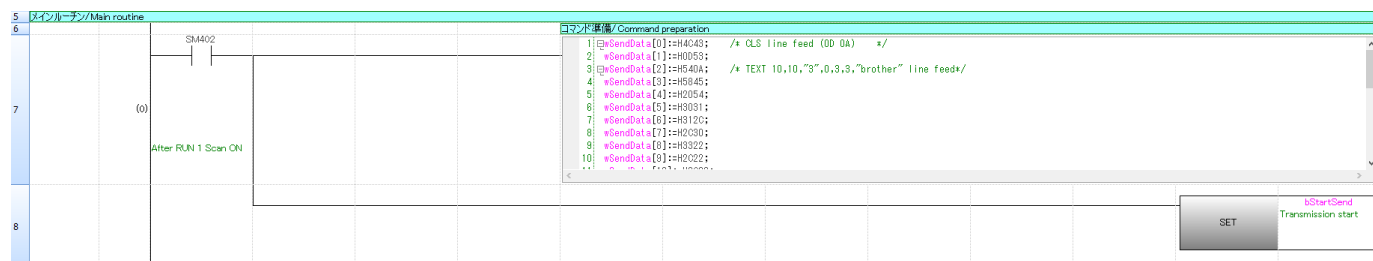 5 メインルーチン/Main routine
6 コマンド準備/Command preparation
SM402
1 wSendData[0]:=H4C43; /* CLS line feed (0D 0A) */
2 wSendData[1]:=H0D53;
3 wSendData[2]:=H540A; /* TEXT 10,10,"3",0,3,3,"brother" line feed*/
4 wSendData[3]:=H5845;
5 wSendData[4]:=H2054;
6 wSendData[5]:=H3031;
7 wSendData[6]:=H312C;
8 wSendData[7]:=H2C30;
9 wSendData[8]:=H3322;
10 wSendData[9]:=H2C22;
7 (0)
After RUN 1 Scan ON
8 SET bStartSend
Transmission start